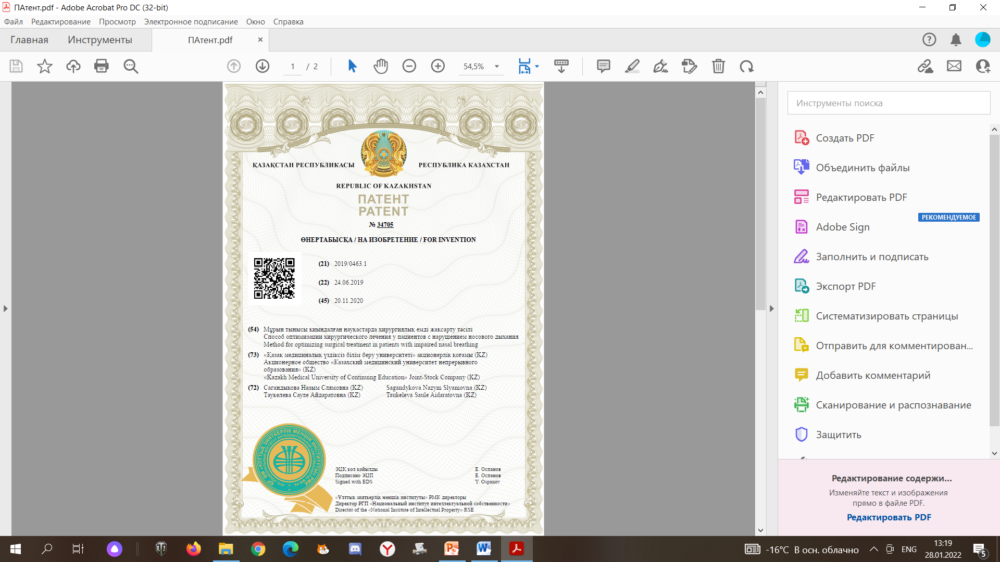 ПАтент.pdf - Adobe Acrobat Pro DC (32-bit)
Файл Редактирование Просмотр Электронное подписание Окно Справка
Главная Инструменты ПАтент.pdf
1 / 2 54,5%
ҚАЗАҚСТАН РЕСПУБЛИКАСЫ РЕСПУБЛИКА КАЗАХСТАН
REPUBLIC OF KAZAKHSTAN
ПАТЕНТ
PATENT
№ 34705
ӨНЕРТАБЫСҚА / НА ИЗОБРЕТЕНИЕ / FOR INVENTION
(21) 2019/0463.1
(22) 24.06.2019
(45) 20.11.2020
(54) Мұрын тынысы қиындалған науқастарда хирургиялық емді жақсарту тәсілі
Способ оптимизации хирургического лечения у пациентов с нарушением носового дыхания
Method for optimizing surgical treatment in patients with impaired nasal breathing
(73) «Қазақ медициналық үздіксіз білім беру университеті» акционерлік қоғамы (KZ)
Акционерное общество «Казахский медицинский университет непрерывного
образования» (KZ)
«Kazakh Medical University of Continuing Education» Joint-Stock Company (KZ)
(72) Сагандыкова Назым Слямовна (KZ) Sagandykova Nazym Slyamovna (KZ)
Таукелева Сауле Айдаратовна (KZ) Taukeleva Saule Aidaratovna (KZ)
ЭЦҚ қол қойылды Е. Оспанов
Подписано ЭЦП Е. Оспанов
Signed with EDS Y. Ospanov
«Ұлттық зияткерлік меншік институты» РМК директоры
Директор РГП «Национальный институт интеллектуальной собственности»
Director of the «National Institute of Intellectual Property» RSE
Инструменты поиска
Создать PDF
Объединить файлы
Редактировать PDF
РЕКОМЕНДУЕМОЕ
Adobe Sign
Заполнить и подписать
Экспорт PDF
Систематизировать страницы
Отправить для комментирован...
Добавить комментарий
Сканирование и распознавание
Защитить
Редактирование содержи...
Изменяйте текст и изображения
прямо в файле PDF.
Редактировать PDF
-16°C В осн. облачно ENG 13:19
28.01.2022
5